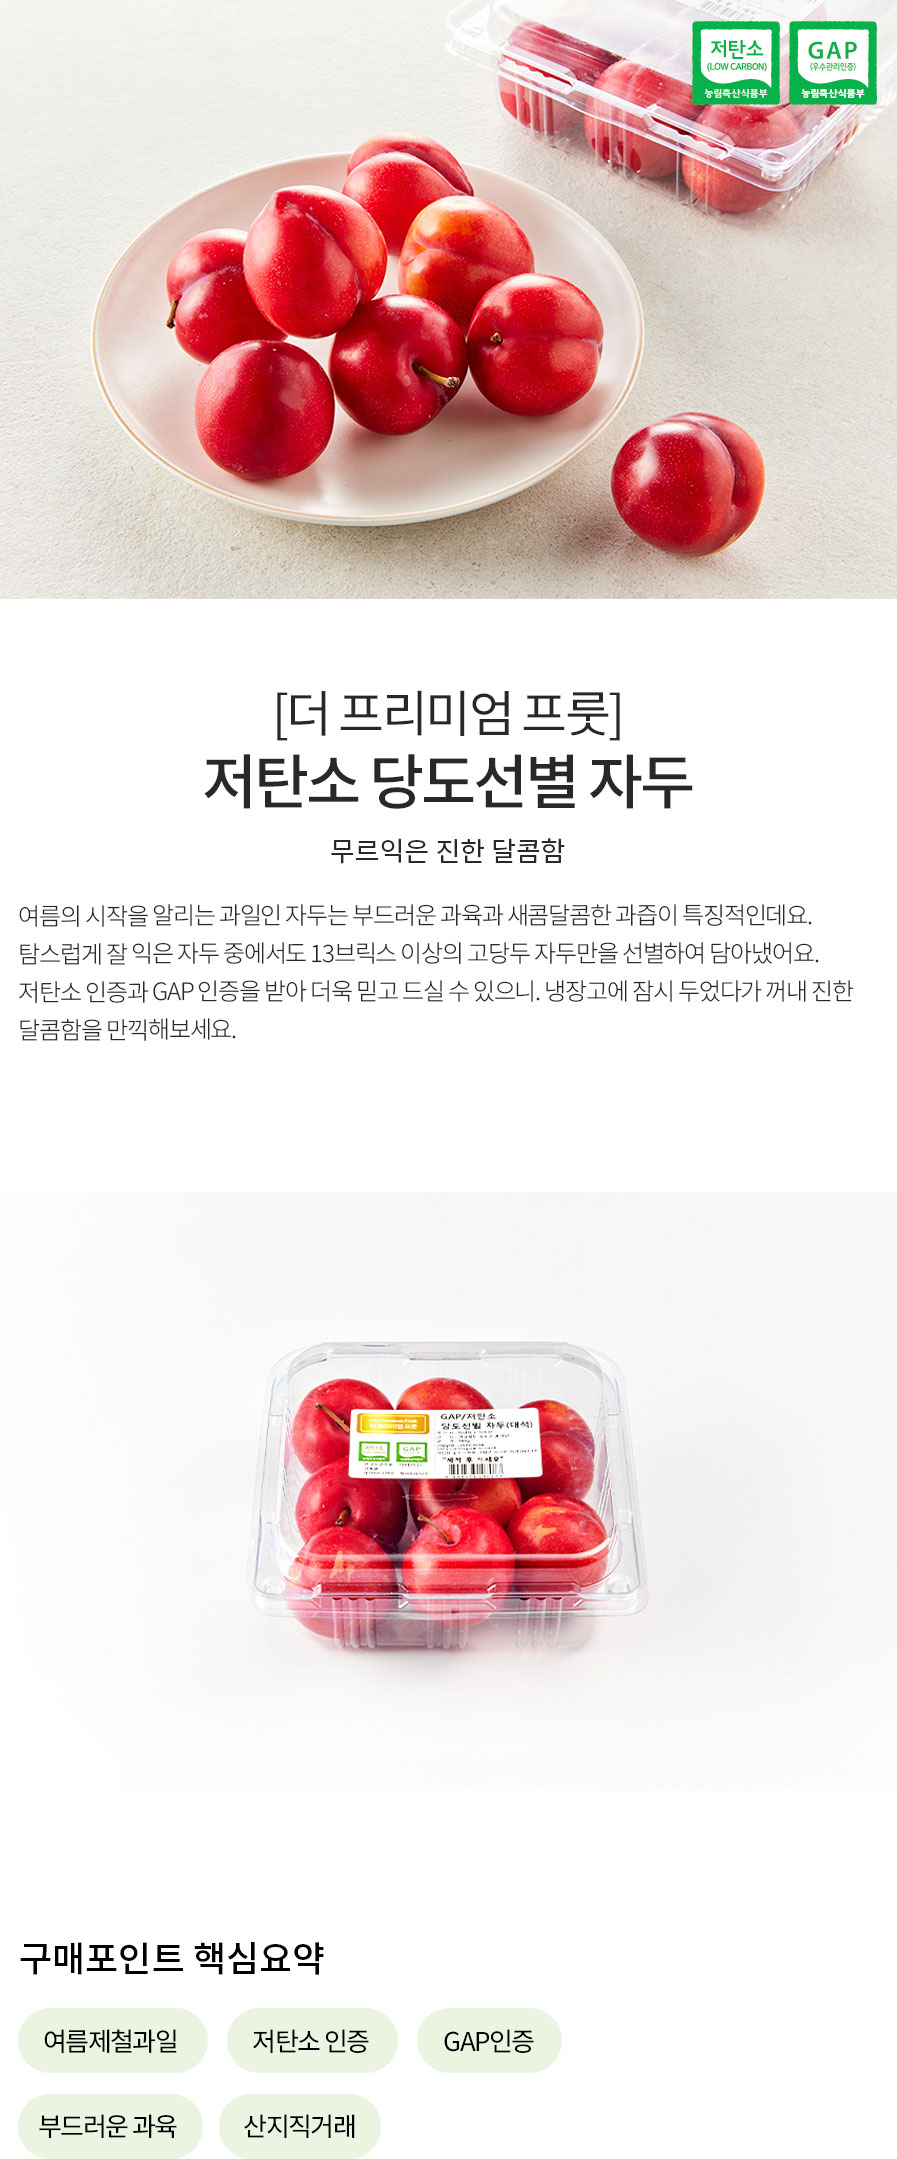 저탄소
(LOW CARBON)
농림축산식품부
GAP
(우수관리인증)
농림축산식품부
[더 프리미엄 프룻]
저탄소 당도선별 자두
무르익은 진한 달콤함
여름의 시작을 알리는 과일인 자두는 부드러운 과육과 새콤달콤한 과즙이 특징적인데요.
탐스럽게 잘 익은 자두 중에서도 13브릭스 이상의 고당두 자두만을 선별하여 담아냈어요.
저탄소 인증과 GAP 인증을 받아 더욱 믿고 드실 수 있으니. 냉장고에 잠시 두었다가 꺼내 진한
달콤함을 만끽해보세요.
더 프리미엄 프룻
GAP/저탄소
당도선별 자두(대석)
저탄소
GAP
구매포인트 핵심요약
여름제철과일
저탄소 인증
GAP인증
부드러운 과육
산지직거래